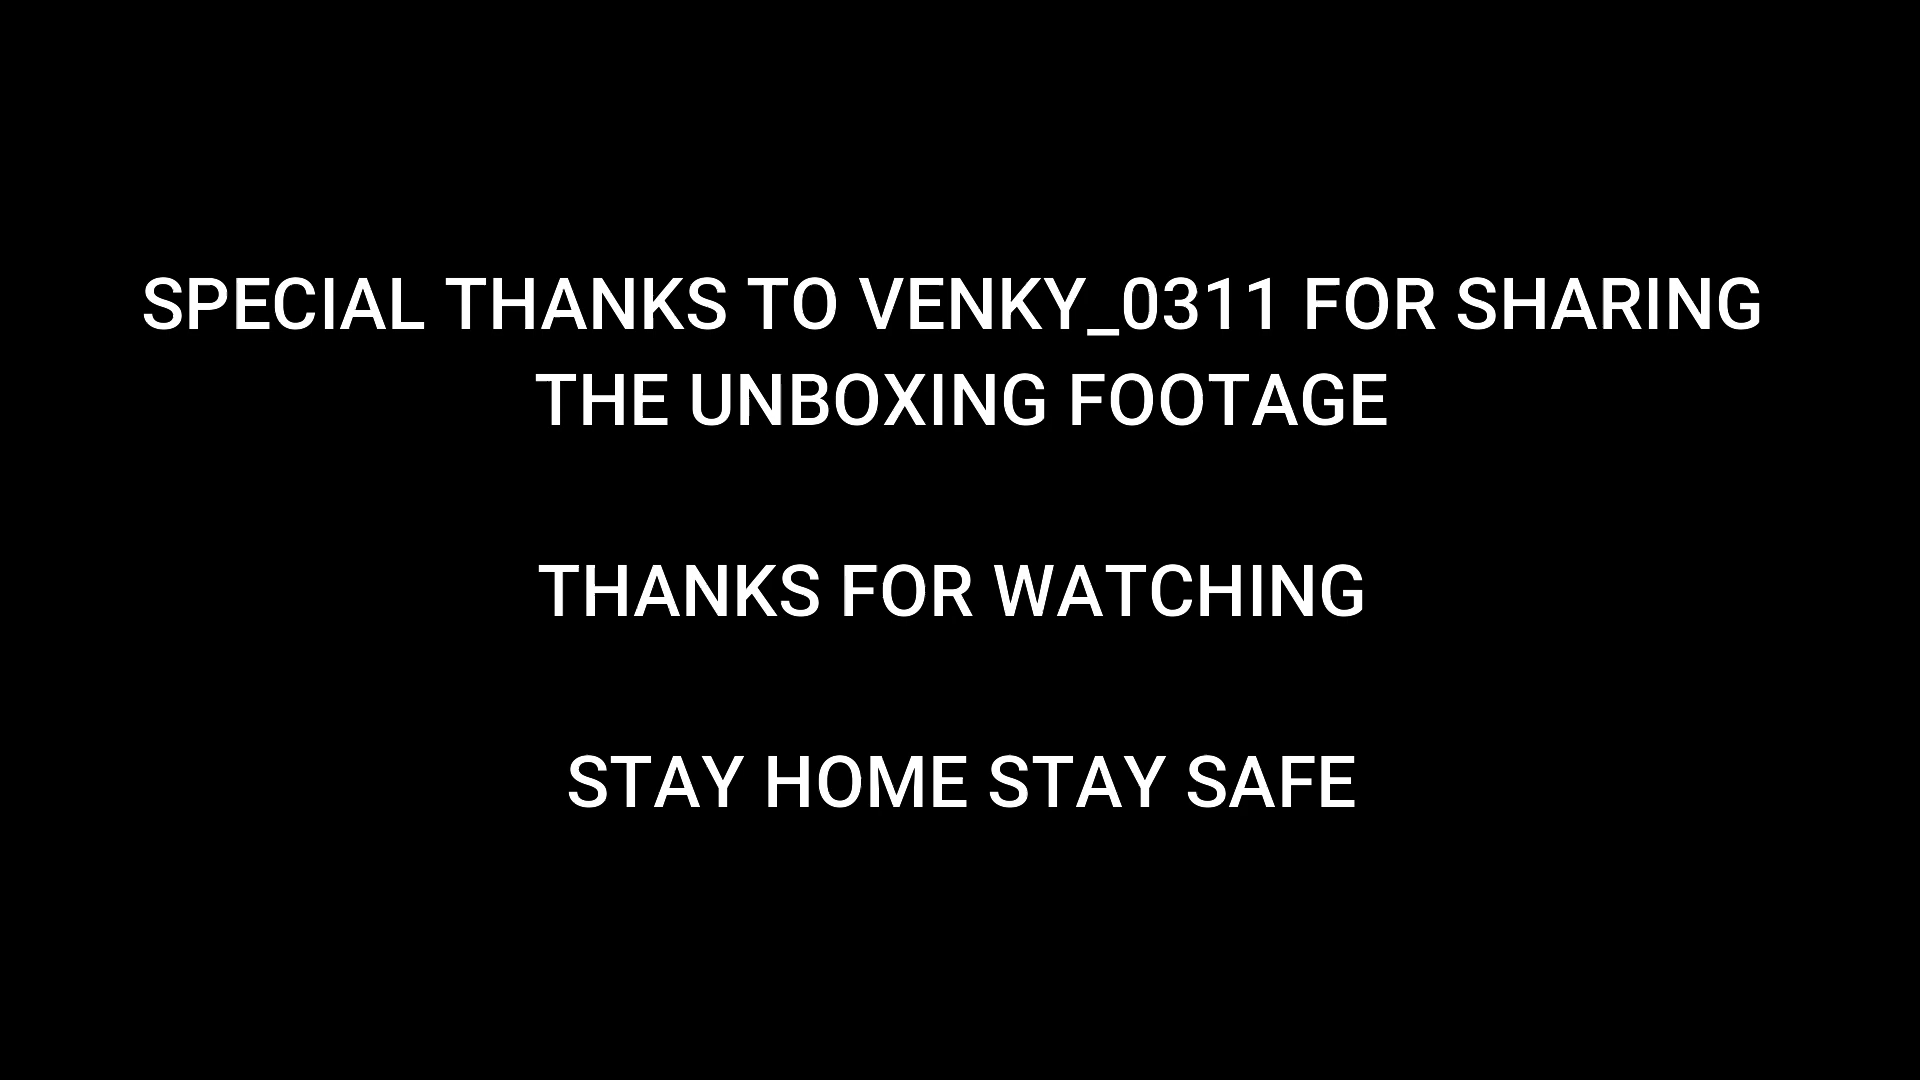 SPECIAL THANKS TO VENKY_0311 FOR SHARING
THE UNBOXING FOOTAGE
THANKS FOR WATCHING
STAY HOME STAY SAFE